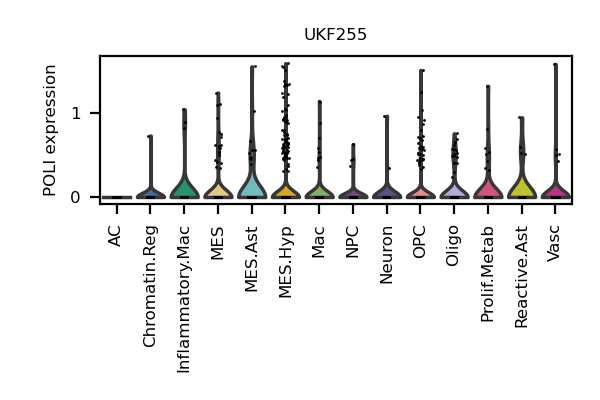 UKF255
POLI expression
1
0
AC
Chromatin.Reg
Inflammatory.Mac
MES
MES.Ast
MES.Hyp
Mac
NPC
Neuron
OPC
Oligo
Prolif.Metab
Reactive.Ast
Vasc